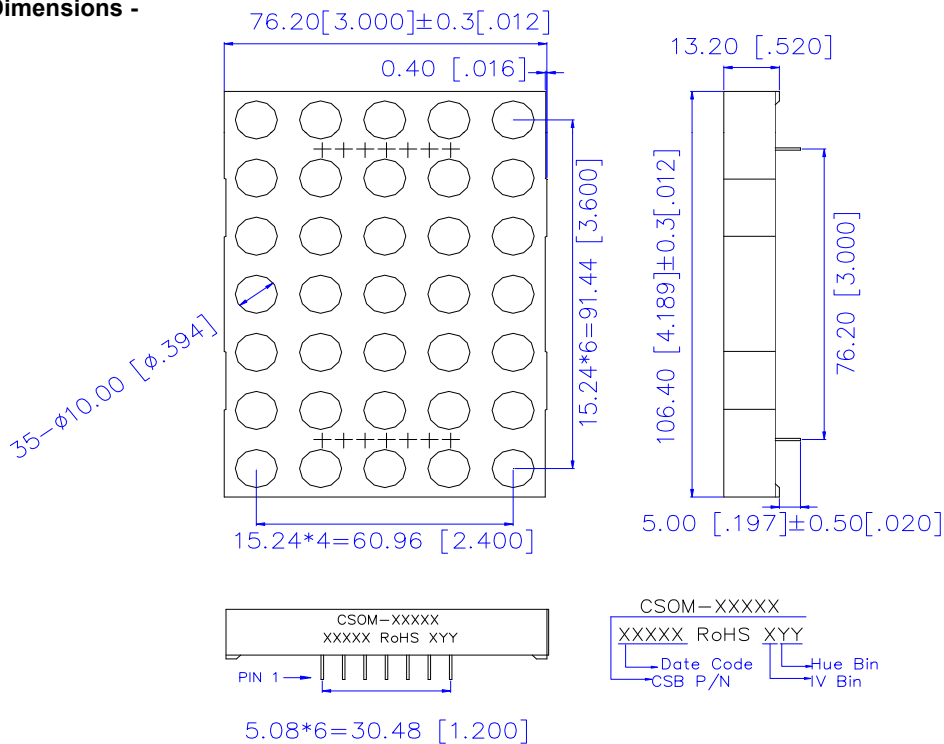 Dimensions -
76.20[3.000]±0.3[.012]
13.20 [.520]
0.40 [.016]
15.24*6=91.44 [3.600]
106.40 [4.189]±0.3[.012]
76.20 [3.000]
35-ø10.00 [ø.394]
5.00 [.197]±0.50[.020]
15.24*4=60.96 [2.400]
CSOM-XXXXX
XXXXX RoHS XYY
PIN 1
5.08*6=30.48 [1.200]
CSOM-XXXXX
XXXXX RoHS XYY
Date Code
Hue Bin
CSB P/N
IV Bin